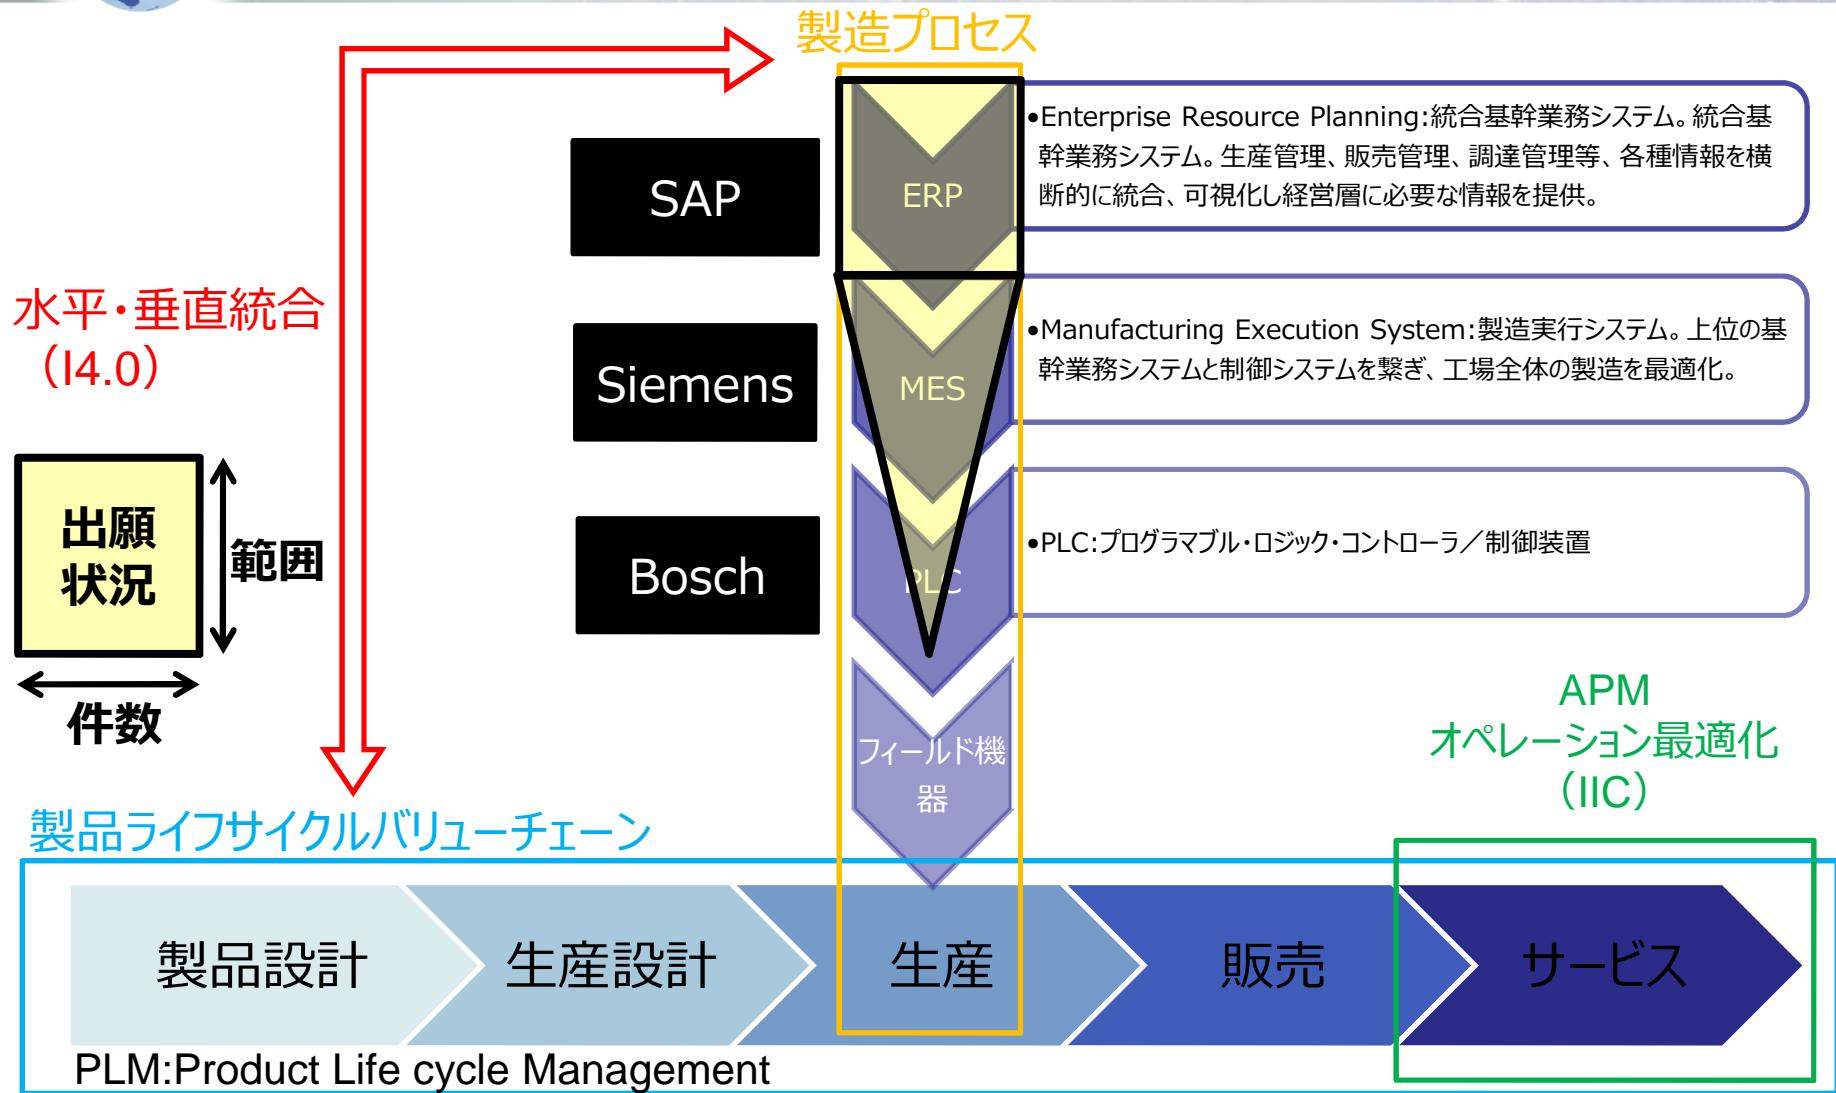 製造プロセス
SAP
ERP
•Enterprise Resource Planning:統合基幹業務システム。統合基
幹業務システム。生産管理、販売管理、調達管理等、各種情報を横
断的に統合、可視化し経営層に必要な情報を提供。
水平・垂直統合
（I4.0）
Siemens
MES
•Manufacturing Execution System:製造実行システム。上位の基
幹業務システムと制御システムを繋ぎ、工場全体の製造を最適化。
出願
状況
範囲
件数
Bosch
PLC
•PLC:プログラマブル・ロジック・コントローラ／制御装置
フィールド機
器
APM
オペレーション最適化
（IIC）
製品ライフサイクルバリューチェーン
製品設計
生産設計
生産
販売
サービス
PLM:Product Life cycle Management